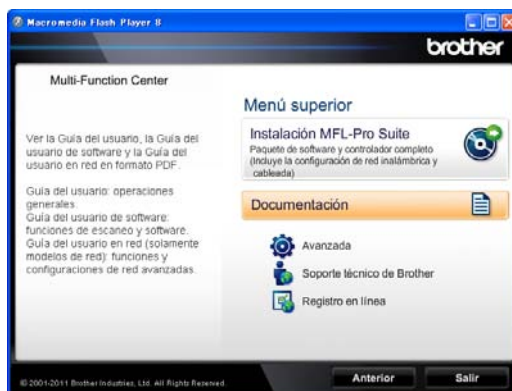 Macromedia Flash Player 8
brother
Multi-Function Center
Ver la Guía del usuario, la Guía del
usuario de software y la Guía del
usuario en red en formato PDF.
Guía del usuario: operaciones
generales.
Guía del usuario de software:
funciones de escaneo y software.
Guía del usuario en red (solamente
modelos de red): funciones y
configuraciones de red avanzadas.
Menú superior
Instalación MFL-Pro Suite
Paquete de software y controlador completo
(Incluye la configuración de red inalámbrica y
cableada)
Documentación
Avanzada
Soporte técnico de Brother
Registro en línea
© 2001-2011 Brother Industries, Ltd. All Rights Reserved.
Anterior
Salir